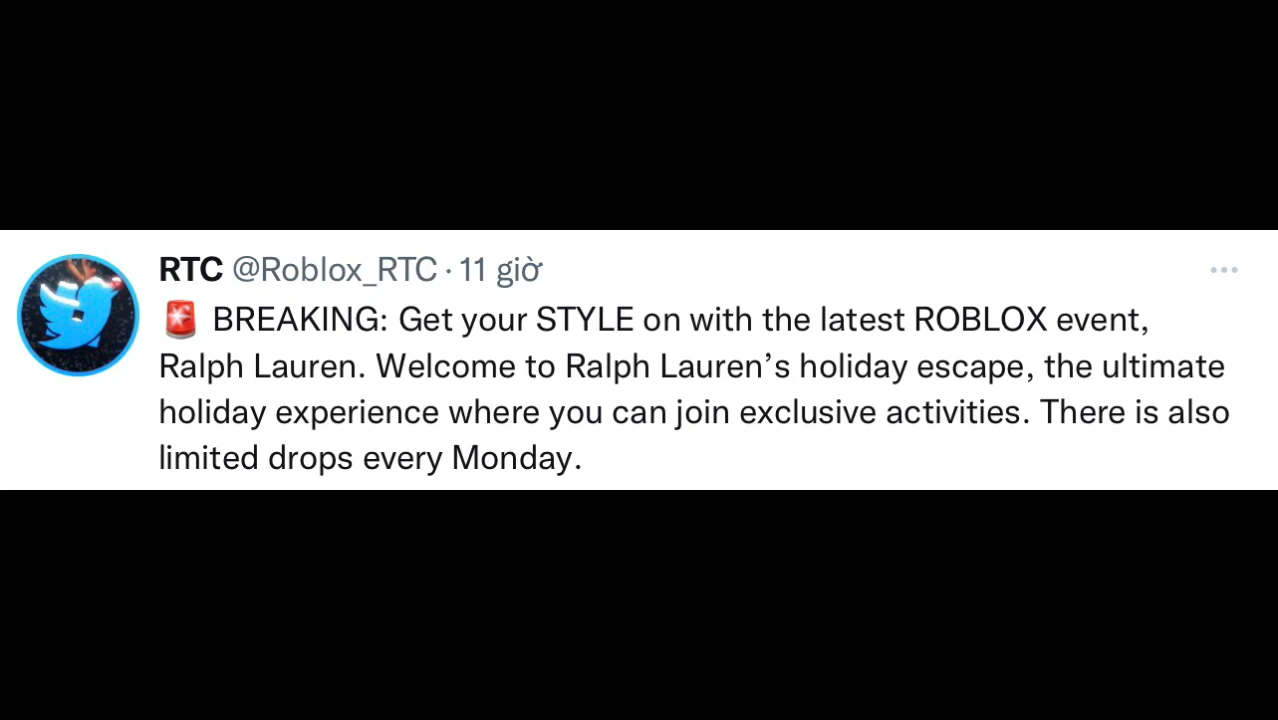 RTC @Roblox_RTC · 11 giờ
🚨 BREAKING: Get your STYLE on with the latest ROBLOX event,
Ralph Lauren. Welcome to Ralph Lauren’s holiday escape, the ultimate
holiday experience where you can join exclusive activities. There is also
limited drops every Monday.